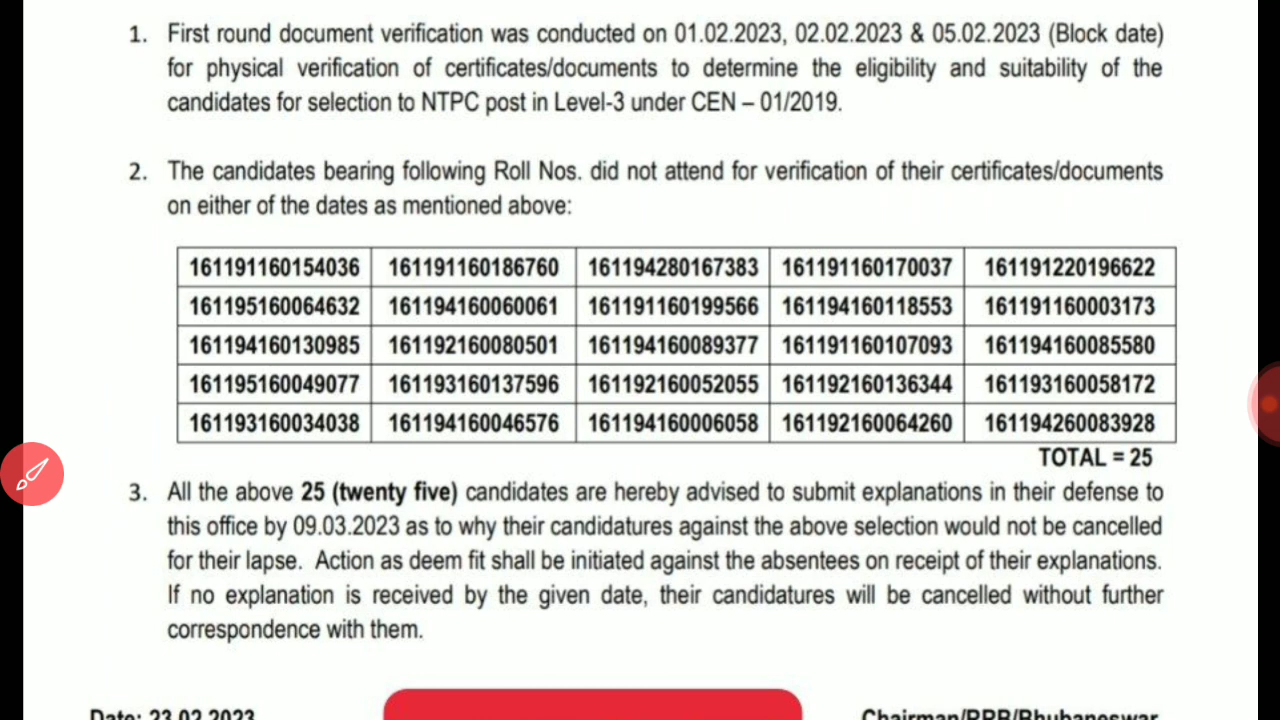 1. First round document verification was conducted on 01.02.2023, 02.02.2023 & 05.02.2023 (Block date)
for physical verification of certificates/documents to determine the eligibility and suitability of the
candidates for selection to NTPC post in Level-3 under CEN – 01/2019.
2. The candidates bearing following Roll Nos. did not attend for verification of their certificates/documents
on either of the dates as mentioned above:
161191160154036 161191160186760 161194280167383 161191160170037 161191220196622
161195160064632 161194160060061 161191160199566 161194160118553 161191160003173
161194160130985 161192160080501 161194160089377 161191160107093 161194160085580
161195160049077 161193160137596 161192160052055 161192160136344 161193160058172
161193160034038 161194160046576 161194160006058 161192160064260 161194260083928
TOTAL = 25
3. All the above 25 (twenty five) candidates are hereby advised to submit explanations in their defense to
this office by 09.03.2023 as to why their candidatures against the above selection would not be cancelled
for their lapse. Action as deem fit shall be initiated against the absentees on receipt of their explanations.
If no explanation is received by the given date, their candidatures will be cancelled without further
correspondence with them.
Date: 23.02.2023 Chairman/RRB/Bhubaneswar